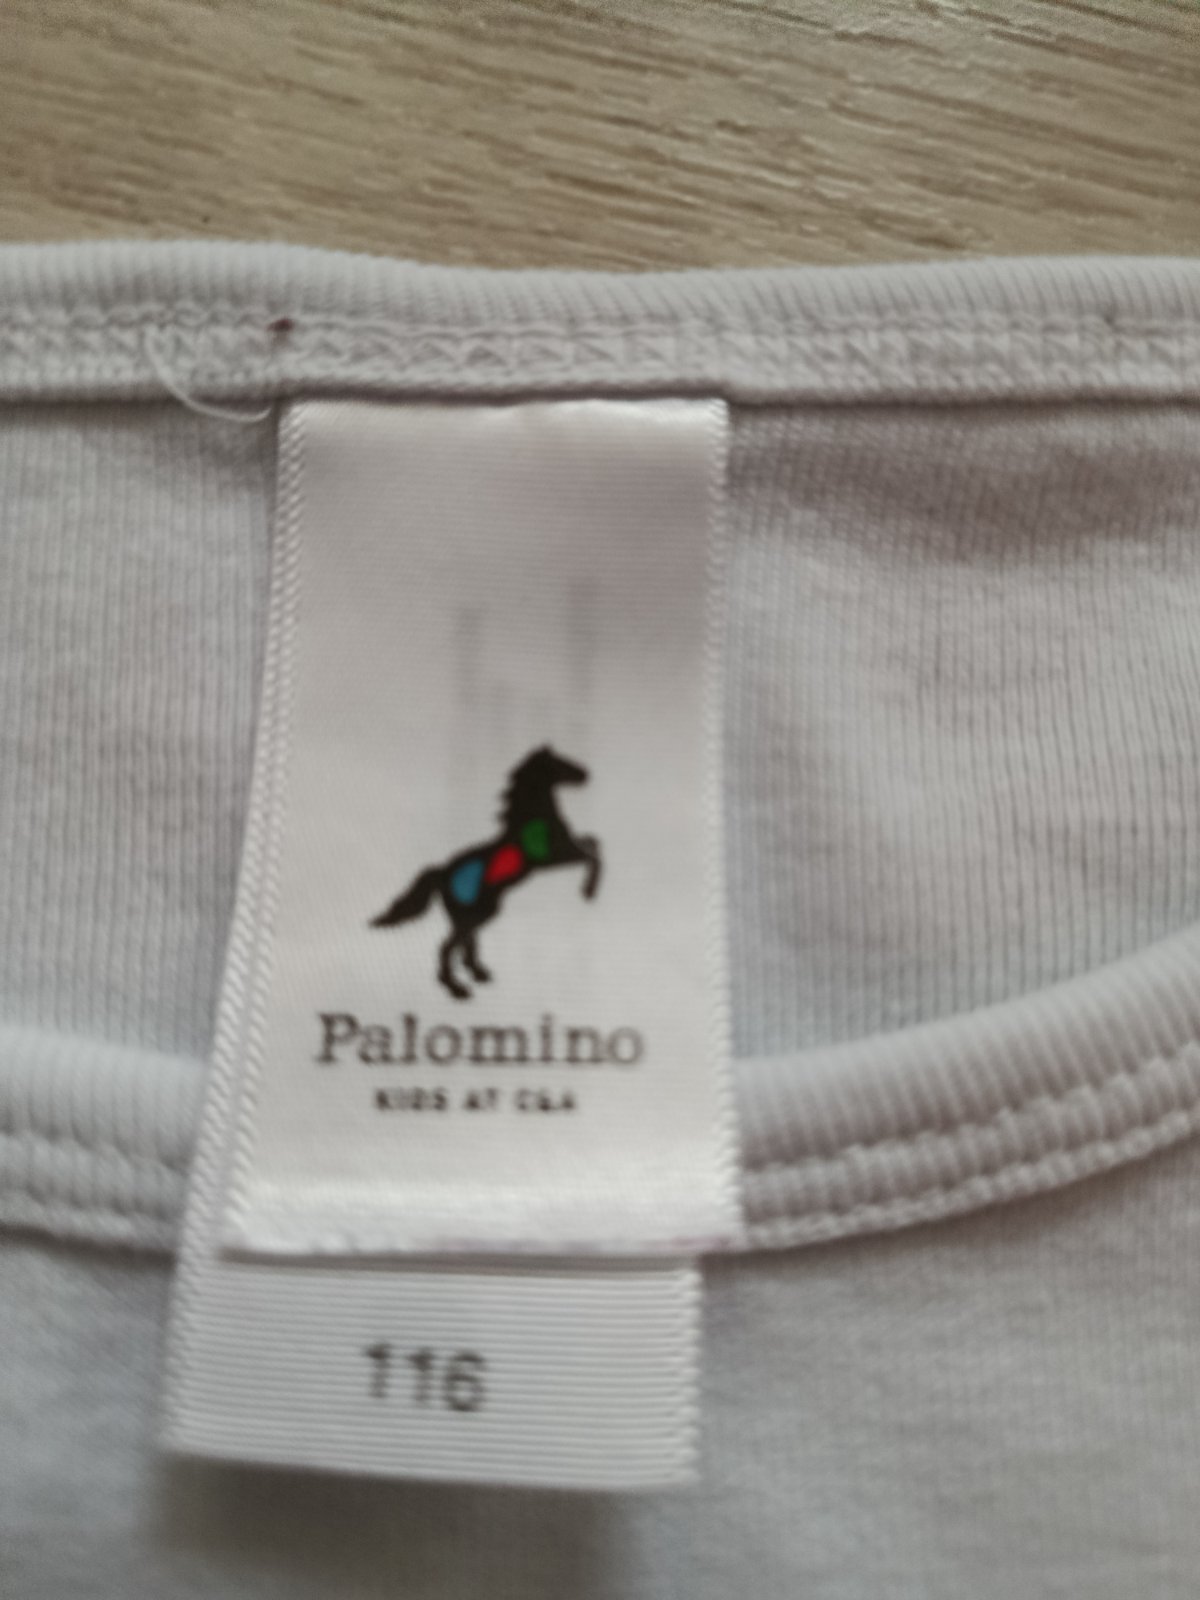 Palomino
KIDS AT C&A
116